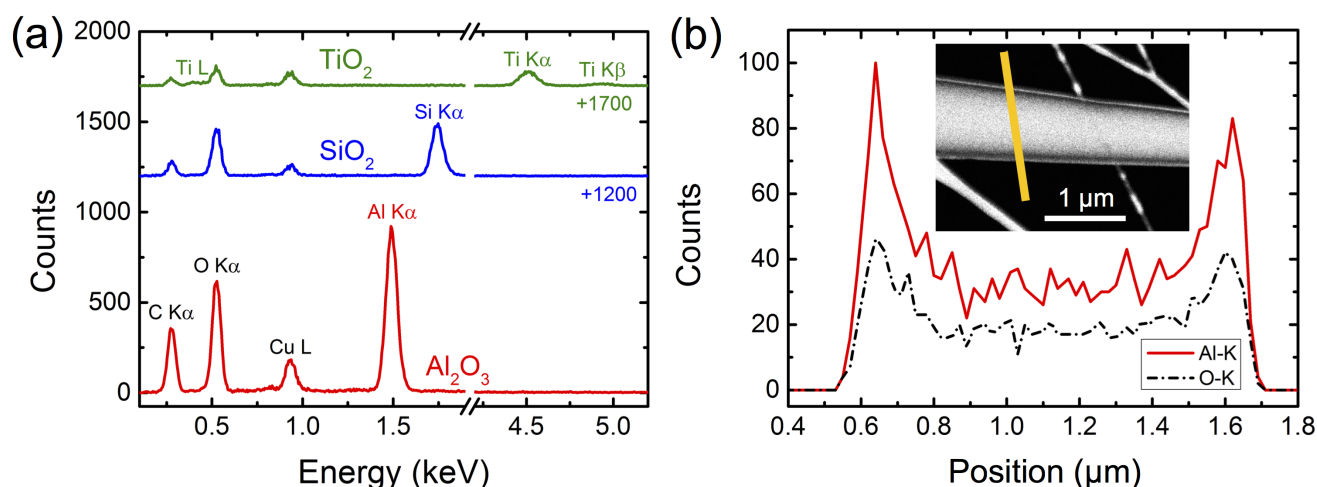 (a)
2000
1500
1000
500
0
Counts
TiO₂
Ti L
Ti Kα
Ti Kβ
+1700
SiO₂
Si Kα
+1200
Al Kα
O Kα
C Kα
Cu L
Al₂O₃
0.5 1.0 1.5 4.5 5.0
Energy (keV)
(b)
100
80
60
40
20
0
Counts
1 µm
Al-K
O-K
0.4 0.6 0.8 1.0 1.2 1.4 1.6 1.8
Position (µm)